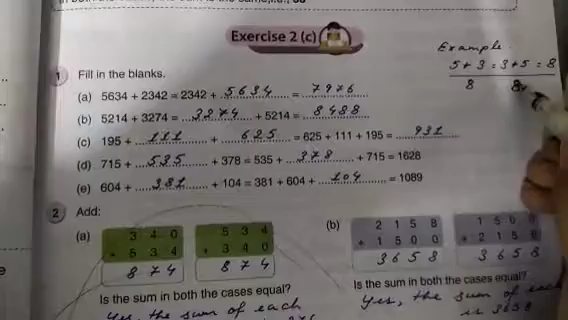 Exercise 2 (c)
Example
5 + 3 = 3 + 5 = 8
8 8
1 Fill in the blanks.
(a) 5634 + 2342 = 2342 + 5634 = 7976
(b) 5214 + 3274 = 3274 + 5214 = 8488
(c) 195 + 111 + 625 = 625 + 111 + 195 = 931
(d) 715 + 535 + 378 = 535 + 378 + 715 = 1628
(e) 604 + 381 + 104 = 381 + 604 + 104 = 1089
2 Add:
(a) 3 4 0 5 3 4 (b) 2 1 5 8 1 5 0 0
+ 5 3 4 + 3 4 0 + 1 5 0 0 + 2 1 5 8
8 7 4 8 7 4 3 6 5 8 3 6 5 8
Is the sum in both the cases equal? Is the sum in both the cases equal?
Yes, the sum of each yes, the sum of each
is 3658